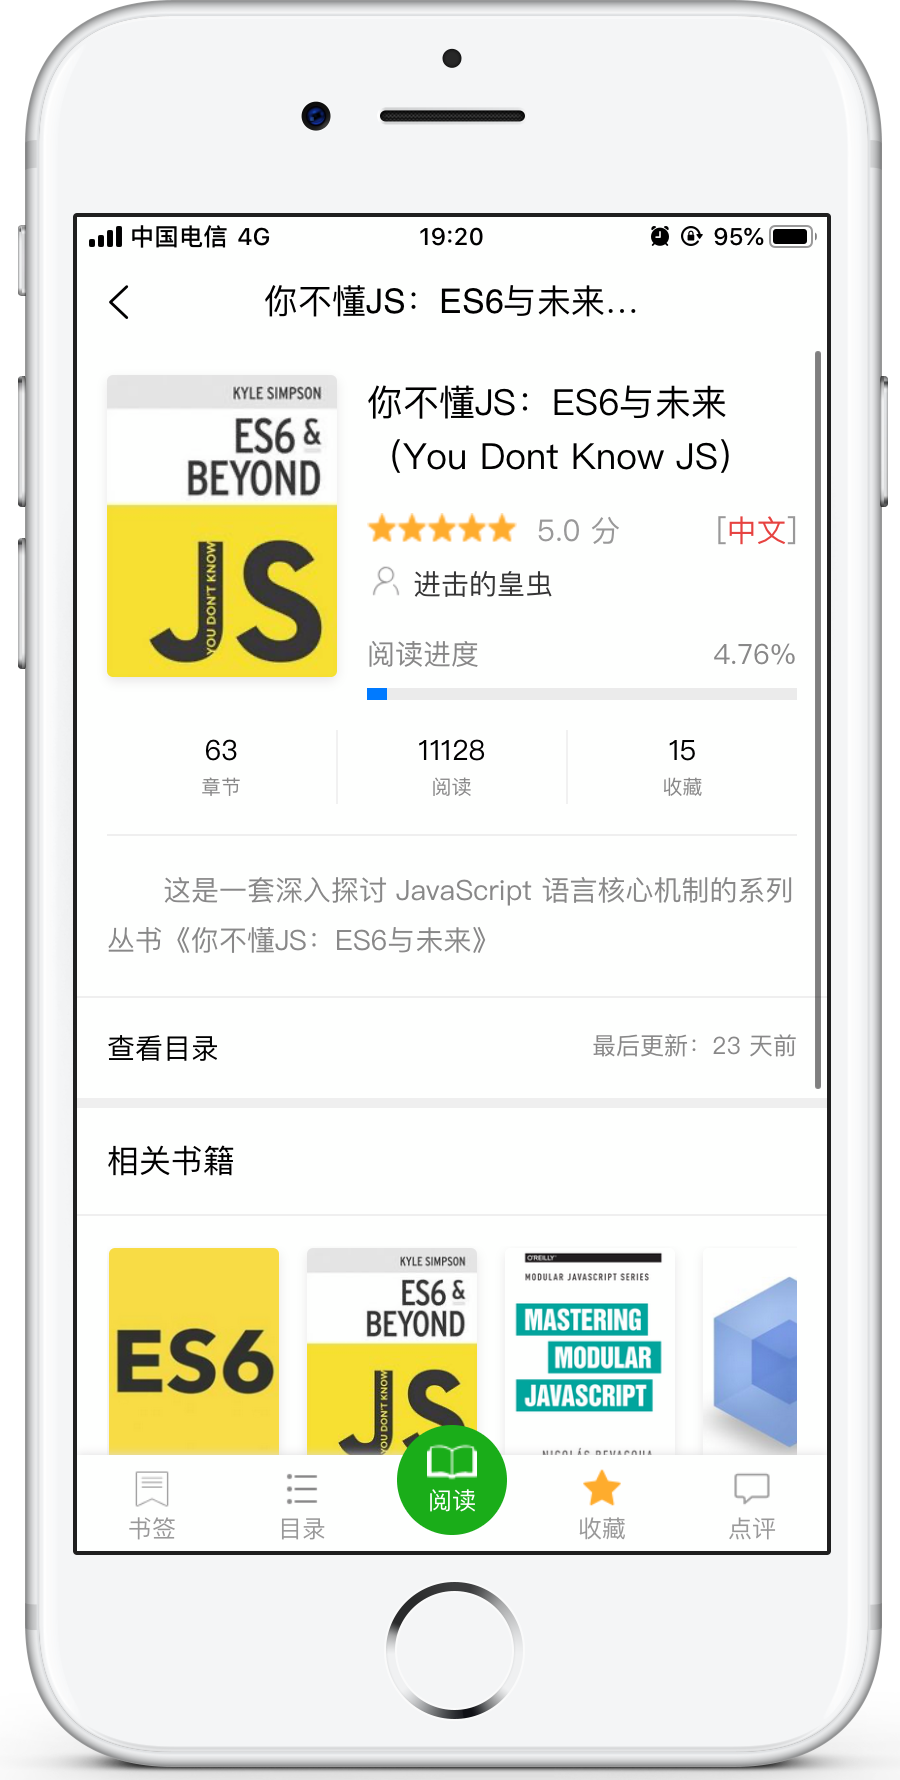 中国电信 4G 19:20 95%
你不懂JS：ES6与未来...
KYLE SIMPSON
ES6 &
BEYOND
YOU DON'T KNOW
JS
你不懂JS：ES6与未来
（You Dont Know JS）
5.0 分 [中文]
进击的皇虫
阅读进度 4.76%
63 11128 15
章节 阅读 收藏
这是一套深入探讨 JavaScript 语言核心机制的系列
丛书《你不懂JS：ES6与未来》
查看目录 最后更新：23 天前
相关书籍
ES6
KYLE SIMPSON
ES6 &
BEYOND
YOU DON'T KNOW
JS
O'REILLY
MODULAR JAVASCRIPT SERIES
MASTERING
MODULAR
JAVASCRIPT
NICOLÁS BEVACQUA
书签 目录 阅读 收藏 点评